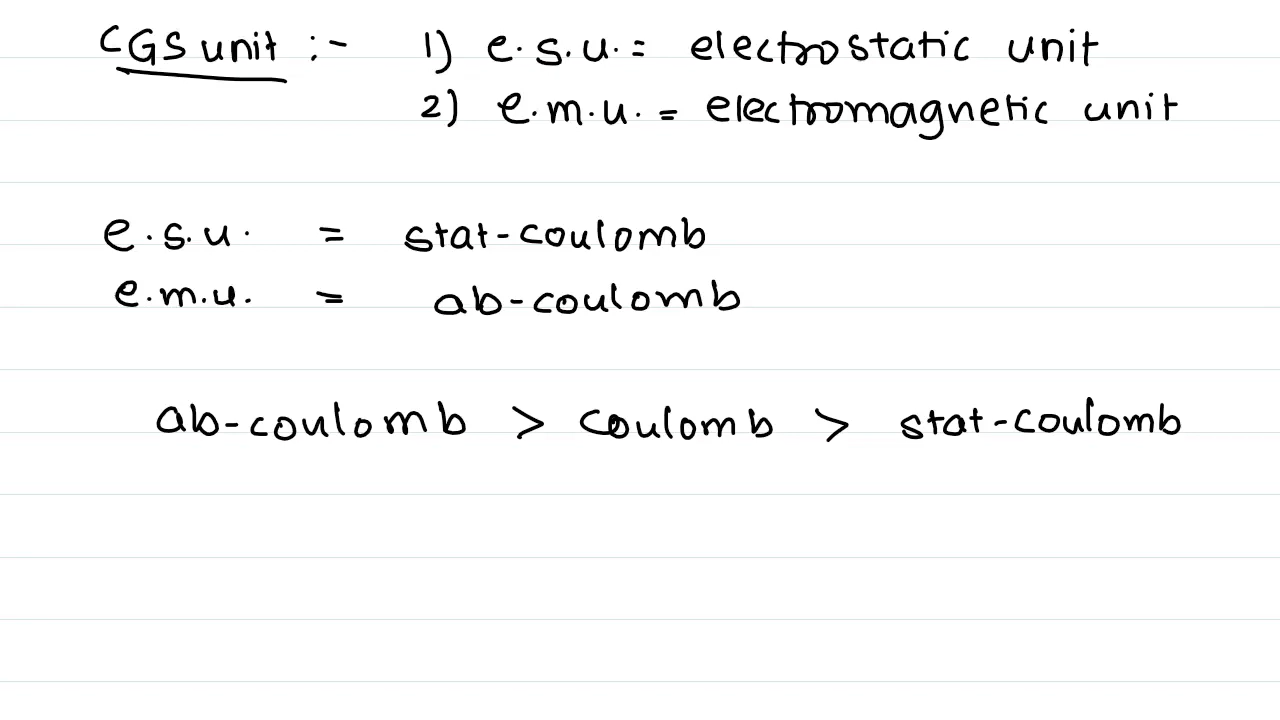 CGS unit :- 1) e.s.u. = electrostatic unit
2) e.m.u. = electromagnetic unit
e.s.u. = stat-coulomb
e.m.u. = ab-coulomb
ab-coulomb > coulomb > stat-coulomb